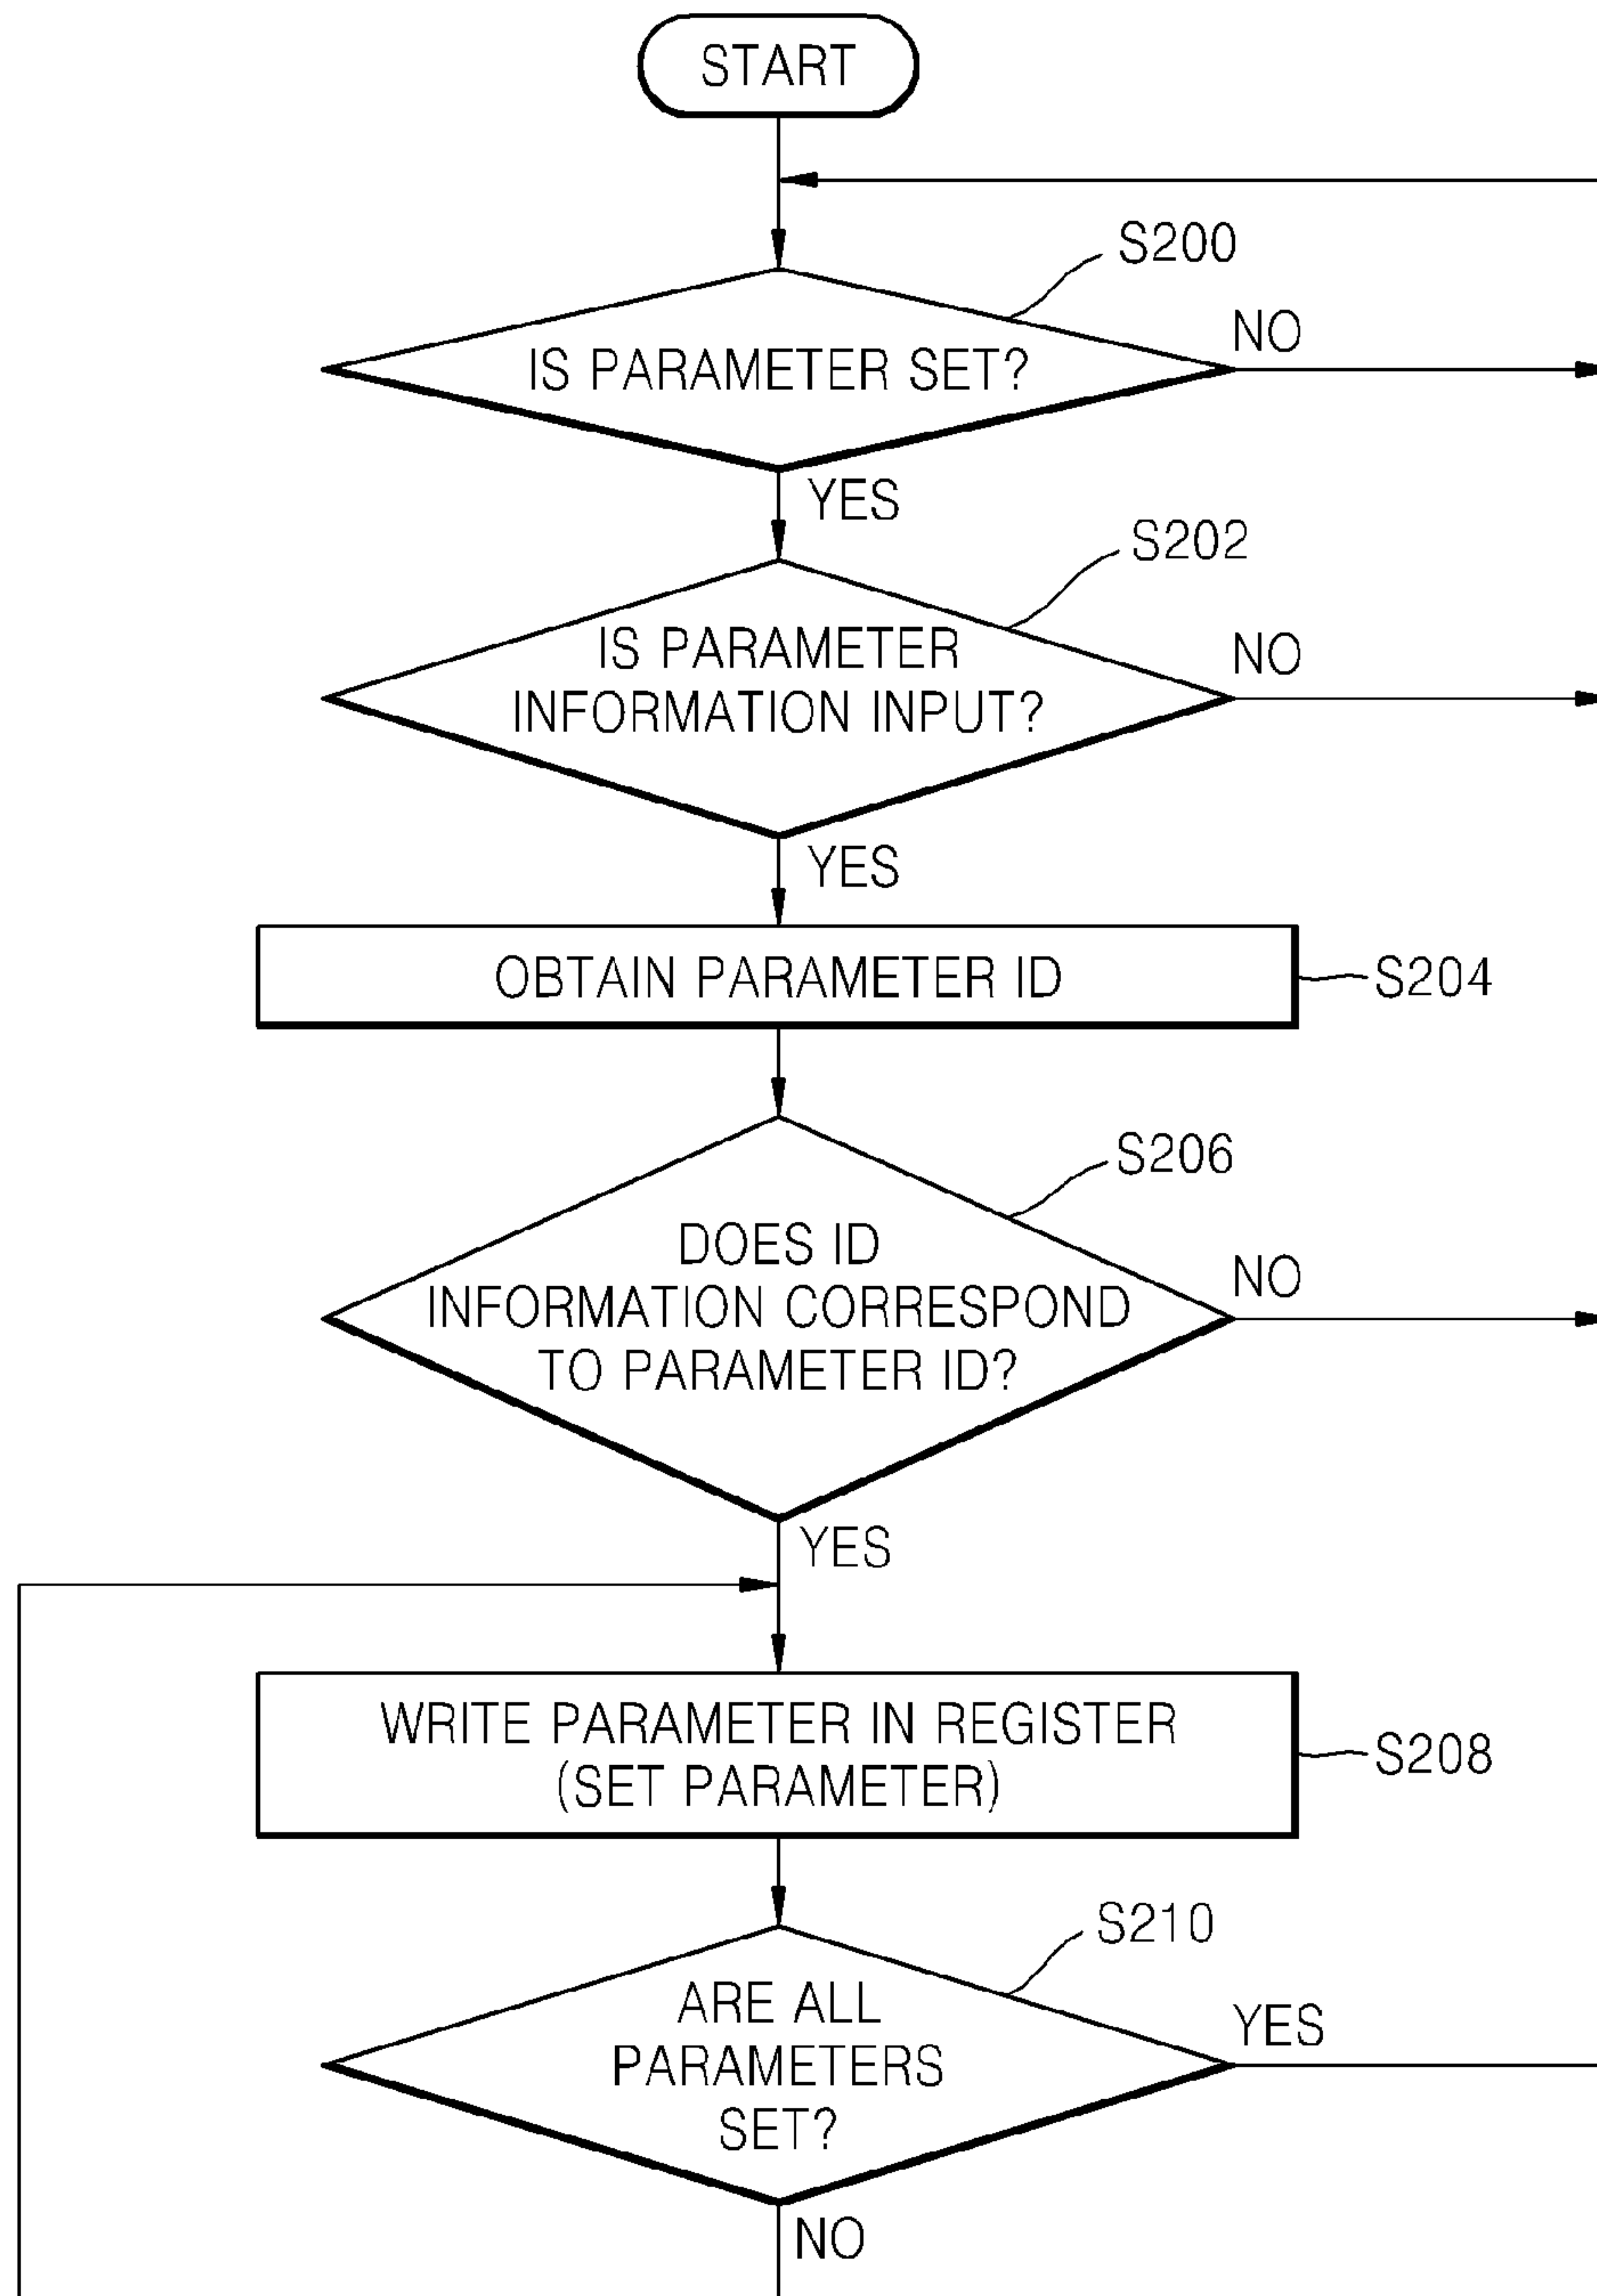 START
S200
IS PARAMETER SET?
NO
YES
S202
IS PARAMETER
INFORMATION INPUT?
NO
YES
OBTAIN PARAMETER ID
S204
S206
DOES ID
INFORMATION CORRESPOND
TO PARAMETER ID?
NO
YES
WRITE PARAMETER IN REGISTER
(SET PARAMETER)
S208
S210
ARE ALL
PARAMETERS
SET?
YES
NO